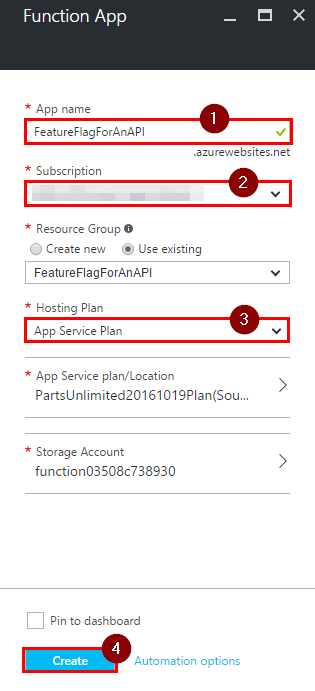 Function App
* App name
1
FeatureFlagForAnAPI
.azurewebsites.net
* Subscription
2
* Resource Group
Create new Use existing
FeatureFlagForAnAPI
* Hosting Plan
3
App Service Plan
* App Service plan/Location
PartsUnlimited20161019Plan(Sou...
* Storage Account
function03508c738930
Pin to dashboard
4
Create Automation options